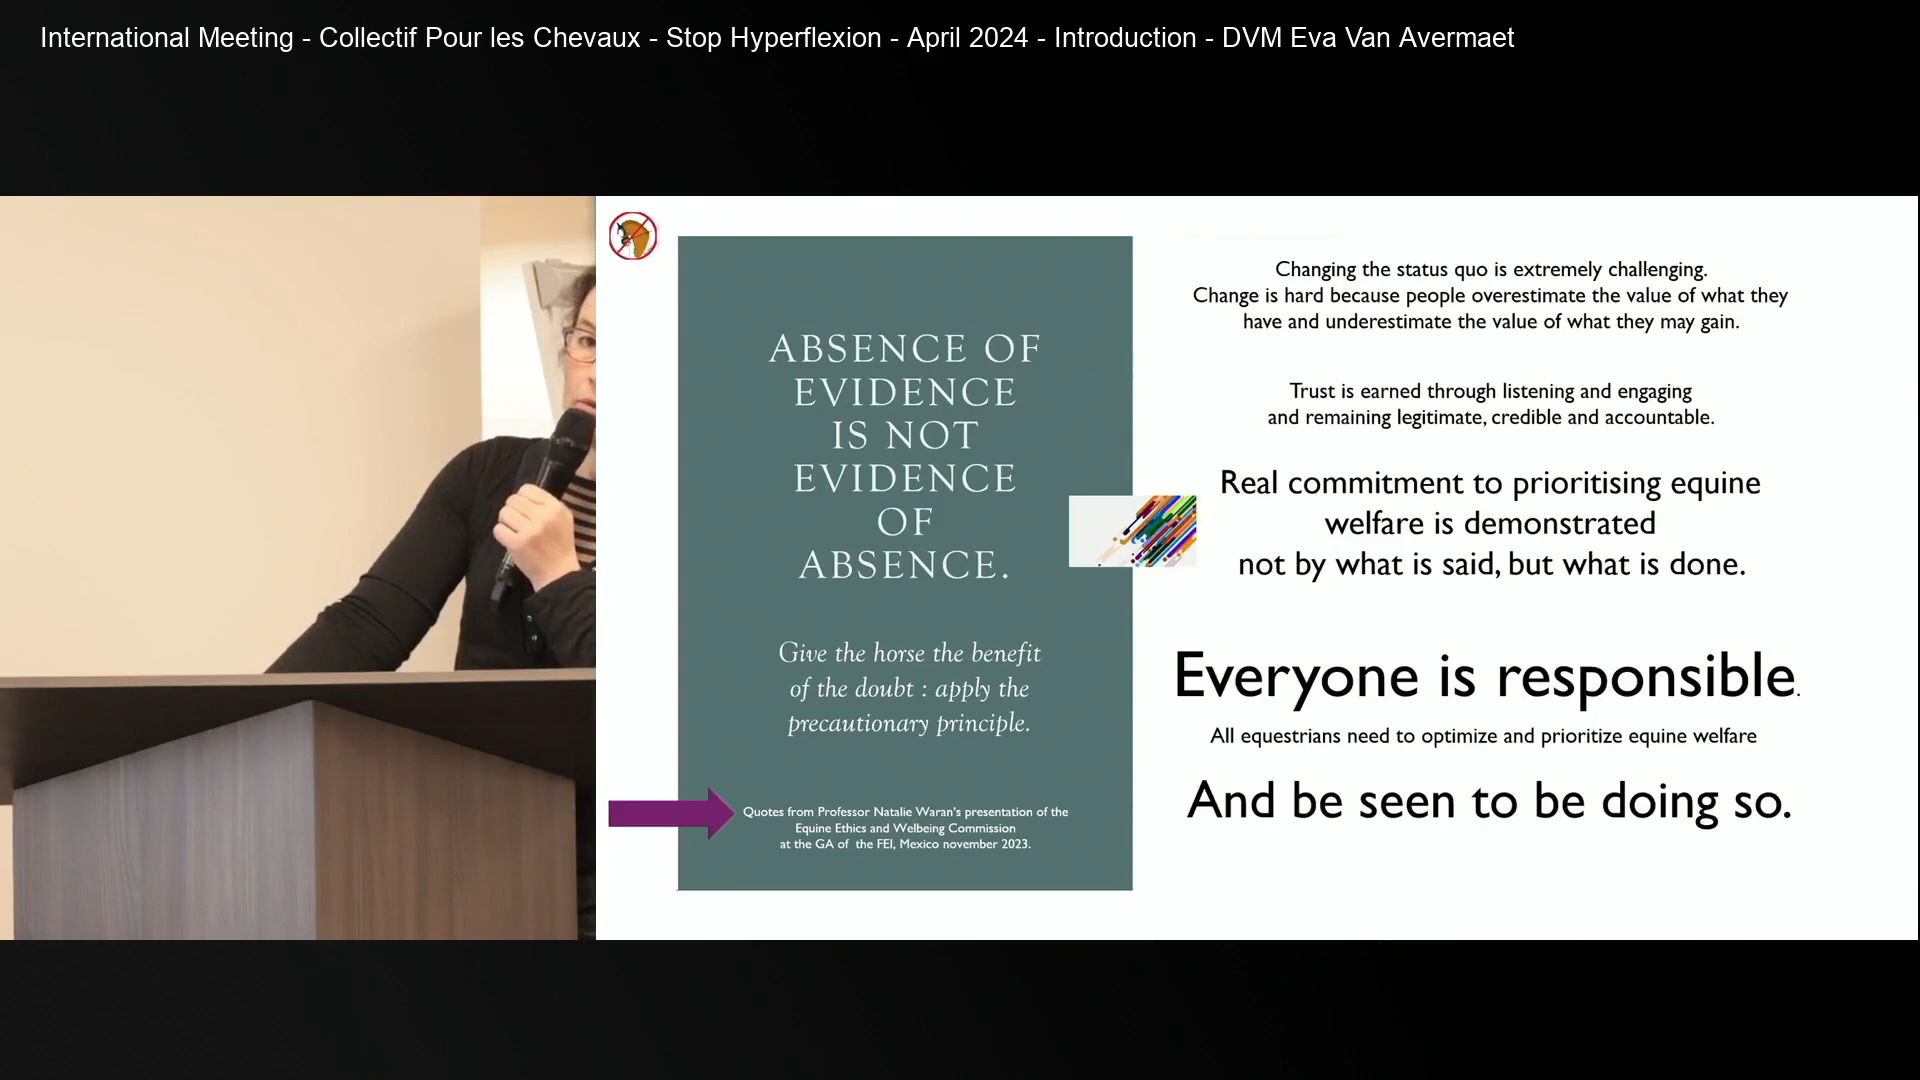 International Meeting - Collectif Pour les Chevaux - Stop Hyperflexion - April 2024 - Introduction - DVM Eva Van Avermaet
ABSENCE OF
EVIDENCE
IS NOT
EVIDENCE
OF
ABSENCE.
Give the horse the benefit
of the doubt : apply the
precautionary principle.
Quotes from Professor Natalie Waran's presentation of the
Equine Ethics and Welbeing Commission
at the GA of the FEI, Mexico november 2023.
Changing the status quo is extremely challenging.
Change is hard because people overestimate the value of what they
have and underestimate the value of what they may gain.
Trust is earned through listening and engaging
and remaining legitimate, credible and accountable.
Real commitment to prioritising equine
welfare is demonstrated
not by what is said, but what is done.
Everyone is responsible.
All equestrians need to optimize and prioritize equine welfare
And be seen to be doing so.